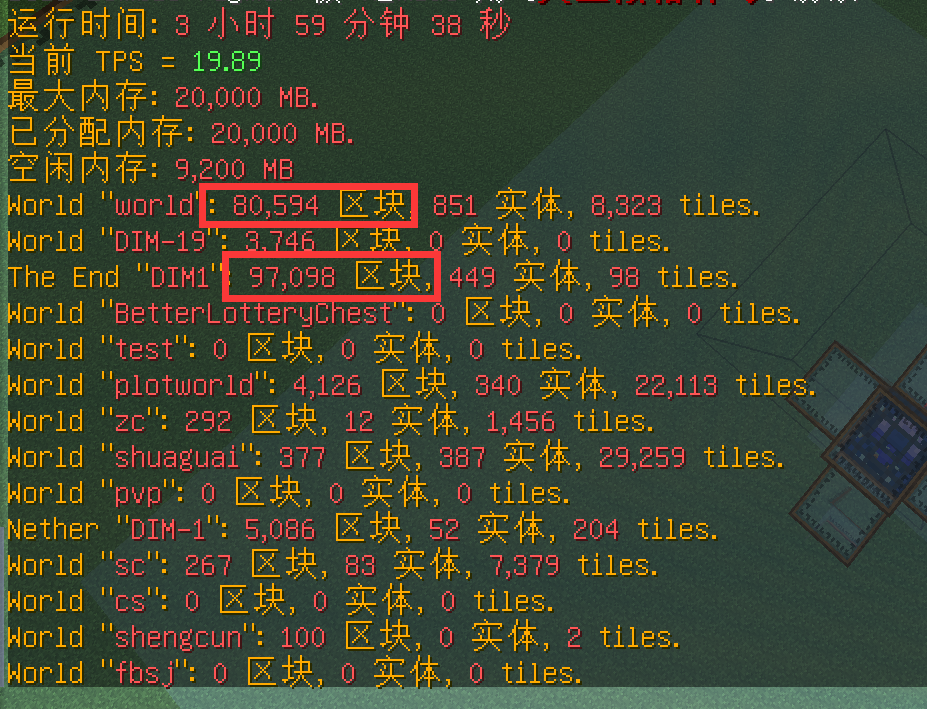 运行时间: 3 小时 59 分钟 38 秒
当前 TPS = 19.89
最大内存: 20,000 MB.
已分配内存: 20,000 MB.
空闲内存: 9,200 MB
World "world": 80,594 区块, 851 实体, 8,323 tiles.
World "DIM-19": 3,746 区块, 0 实体, 0 tiles.
The End "DIM1": 97,098 区块, 449 实体, 98 tiles.
World "BetterLotteryChest": 0 区块, 0 实体, 0 tiles.
World "test": 0 区块, 0 实体, 0 tiles.
World "plotworld": 4,126 区块, 340 实体, 22,113 tiles.
World "zc": 292 区块, 12 实体, 1,456 tiles.
World "shuaguai": 377 区块, 387 实体, 29,259 tiles.
World "pvp": 0 区块, 0 实体, 0 tiles.
Nether "DIM-1": 5,086 区块, 52 实体, 204 tiles.
World "sc": 267 区块, 83 实体, 7,379 tiles.
World "cs": 0 区块, 0 实体, 0 tiles.
World "shengcun": 100 区块, 0 实体, 2 tiles.
World "fbsj": 0 区块, 0 实体, 0 tiles.